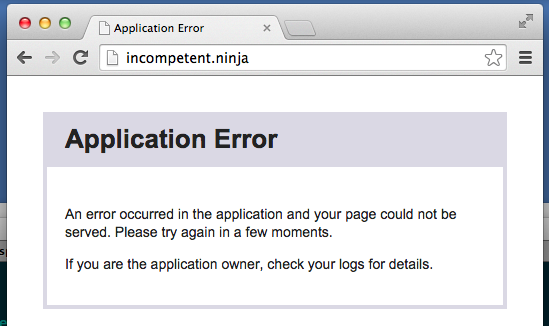 Application Error
incompetent.ninja
Application Error
An error occurred in the application and your page could not be
served. Please try again in a few moments.
If you are the application owner, check your logs for details.